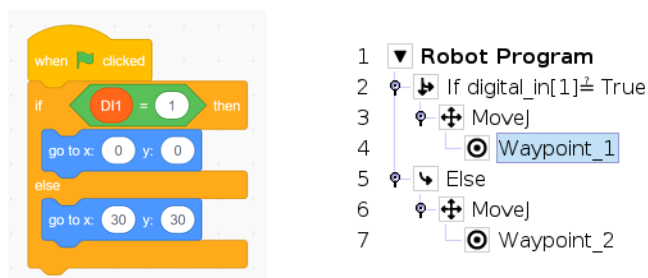 when clicked
if DI1 = 1 then
go to x: 0 y: 0
else
go to x: 30 y: 30
1 Robot Program
2 If digital_in[1]≟ True
3 MoveJ
4 Waypoint_1
5 Else
6 MoveJ
7 Waypoint_2